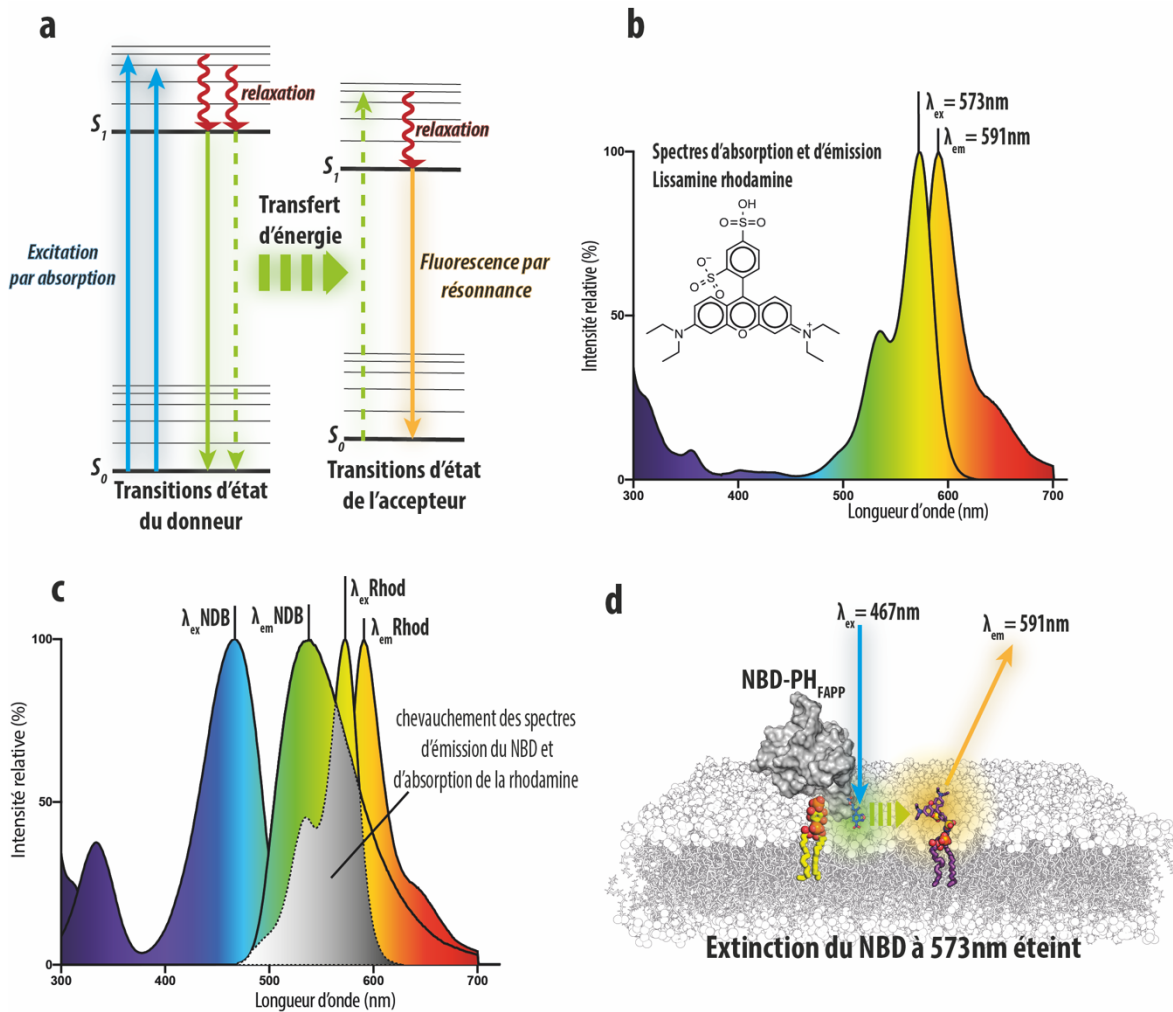 a
S1
relaxation
Excitation
par absorption
S0
Transitions d'état
du donneur
Transfert
d'énergie
S1
relaxation
Fluorescence par
résonnance
S0
Transitions d'état
de l'accepteur
b
λex = 573nm
λem = 591nm
Spectres d'absorption et d'émission
Lissamine rhodamine
OH
O=S=O
O-
S
O
O
N
O
N+
Intensité relative (%)
100
50
0
300
400
500
600
700
Longueur d'onde (nm)
c
λexNDB
λemNDB
λexRhod
λemRhod
chevauchement des spectres
d'émission du NBD et
d'absorption de la rhodamine
Intensité relative (%)
100
50
0
300
400
500
600
700
Longueur d'onde (nm)
d
λex = 467nm
λem = 591nm
NBD-PHFAPP
Extinction du NBD à 573nm éteint